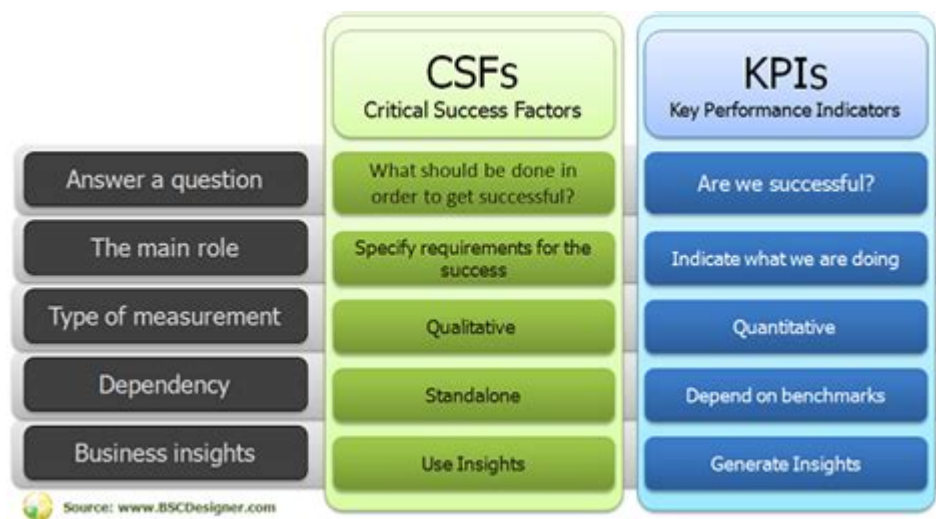 CSFs
Critical Success Factors
KPIs
Key Performance Indicators
Answer a question
What should be done in
order to get successful?
Are we successful?
The main role
Specify requirements for the
success
Indicate what we are doing
Type of measurement
Qualitative
Quantitative
Dependency
Standalone
Depend on benchmarks
Business insights
Use Insights
Generate Insights
Source: www.BSCDesigner.com